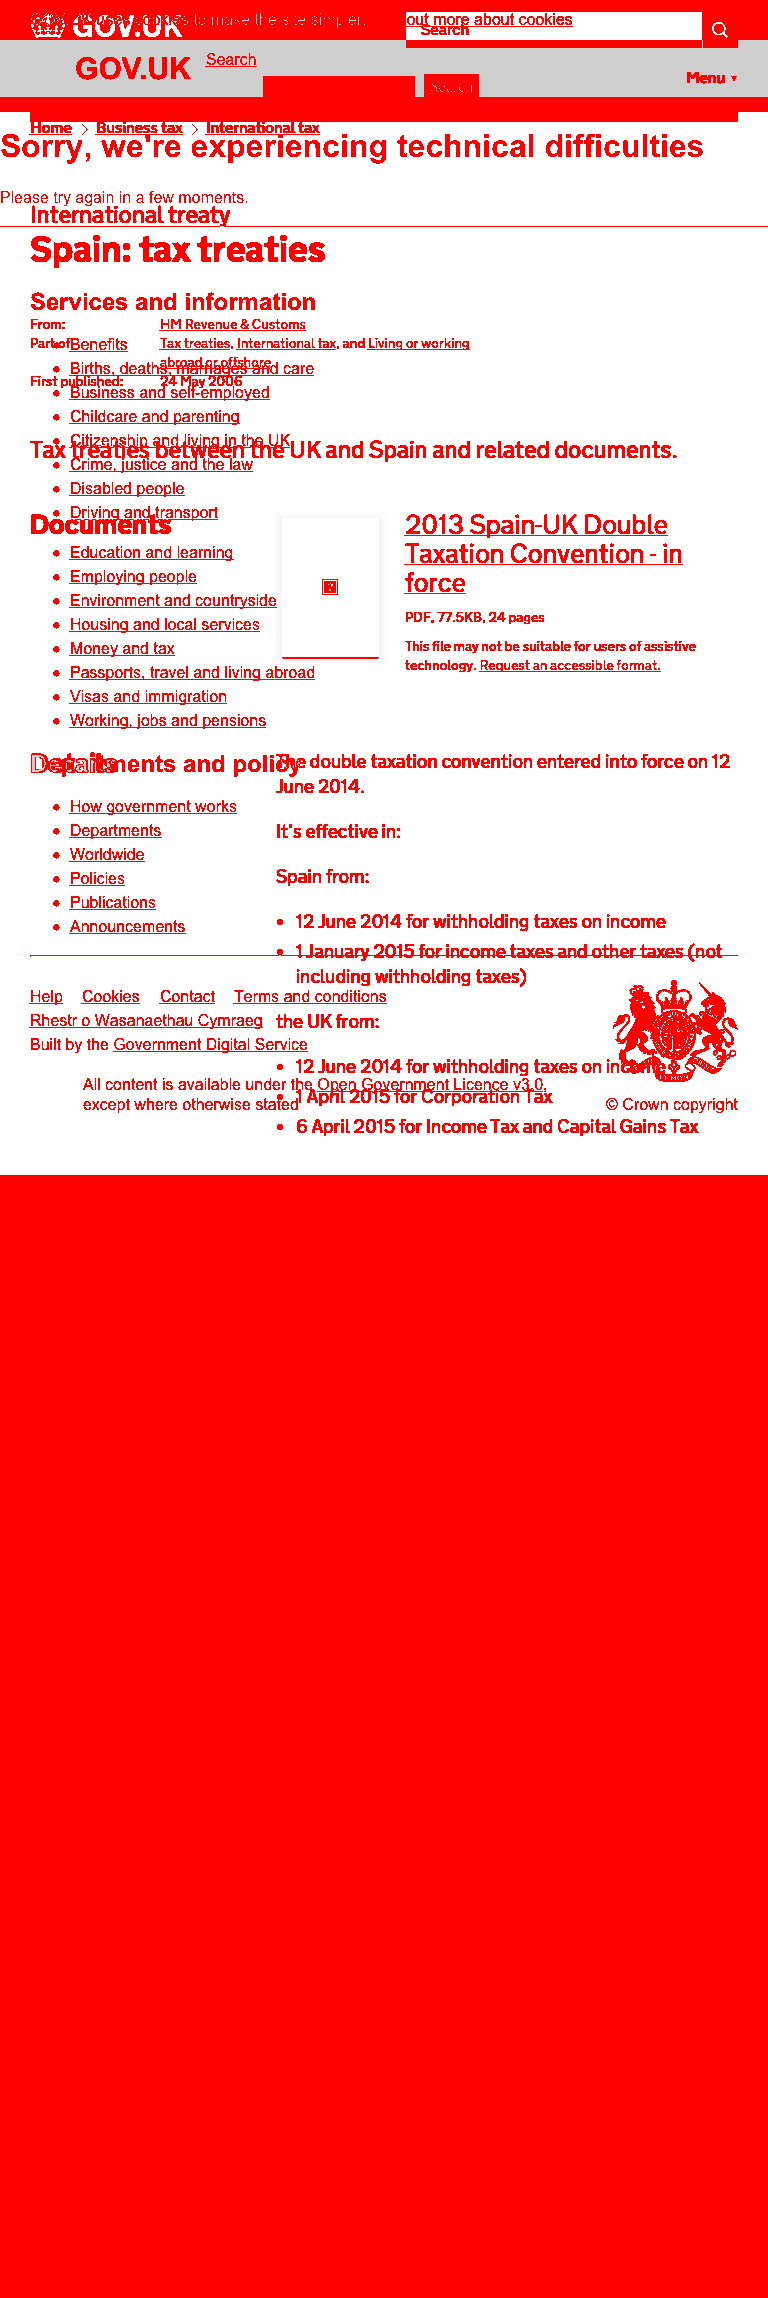 GOV.UK uses cookies to make the site simpler. out more about cookies
GOV.UK
Search
GOV.UK
Search
Search
Menu ▼
Home > Business tax > International tax
Sorry, we're experiencing technical difficulties
Please try again in a few moments.
International treaty
Spain: tax treaties
Services and information
From: HM Revenue & Customs
Part of: Tax treaties, International tax, and Living or working
abroad or offshore
First published: 24 May 2006
• Benefits
• Births, deaths, marriages and care
• Business and self-employed
• Childcare and parenting
• Citizenship and living in the UK
Tax treaties between the UK and Spain and related documents.
• Crime, justice and the law
• Disabled people
• Driving and transport
Documents
• Education and learning
• Employing people
• Environment and countryside
• Housing and local services
• Money and tax
• Passports, travel and living abroad
• Visas and immigration
• Working, jobs and pensions
2013 Spain-UK Double
Taxation Convention - in
force
PDF, 77.5KB, 24 pages
This file may not be suitable for users of assistive
technology. Request an accessible format.
Details
Departments and policy
• How government works
• Departments
• Worldwide
• Policies
• Publications
• Announcements
The double taxation convention entered into force on 12
June 2014.
It's effective in:
Spain from:
• 12 June 2014 for withholding taxes on income
• 1 January 2015 for income taxes and other taxes (not
including withholding taxes)
the UK from:
• 12 June 2014 for withholding taxes on income
• 1 April 2015 for Corporation Tax
• 6 April 2015 for Income Tax and Capital Gains Tax
Help Cookies Contact Terms and conditions
Rhestr o Wasanaethau Cymraeg
Built by the Government Digital Service
All content is available under the Open Government Licence v3.0,
except where otherwise stated
© Crown copyright